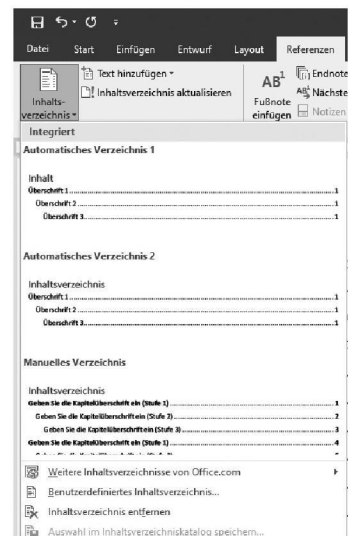 Datei Start Einfügen Entwurf Layout Referenzen
Inhalts-
verzeichnis
Text hinzufügen
Inhaltsverzeichnis aktualisieren
AB¹
Fußnote
einfügen
Endnote
Nächste
Notizen
Integriert
Automatisches Verzeichnis 1
Inhalt
Überschrift 1 1
Überschrift 2 1
Überschrift 3 1
Automatisches Verzeichnis 2
Inhaltsverzeichnis
Überschrift 1 1
Überschrift 2 1
Überschrift 3 1
Manuelles Verzeichnis
Inhaltsverzeichnis
Geben Sie die Kapitelüberschrift ein (Stufe 1) 1
Geben Sie die Kapitelüberschrift ein (Stufe 2) 2
Geben Sie die Kapitelüberschrift ein (Stufe 3) 3
Geben Sie die Kapitelüberschrift ein (Stufe 1) 4
Weitere Inhaltsverzeichnisse von Office.com
Benutzerdefiniertes Inhaltsverzeichnis...
Inhaltsverzeichnis entfernen
Auswahl im Inhaltsverzeichniskatalog speichern...